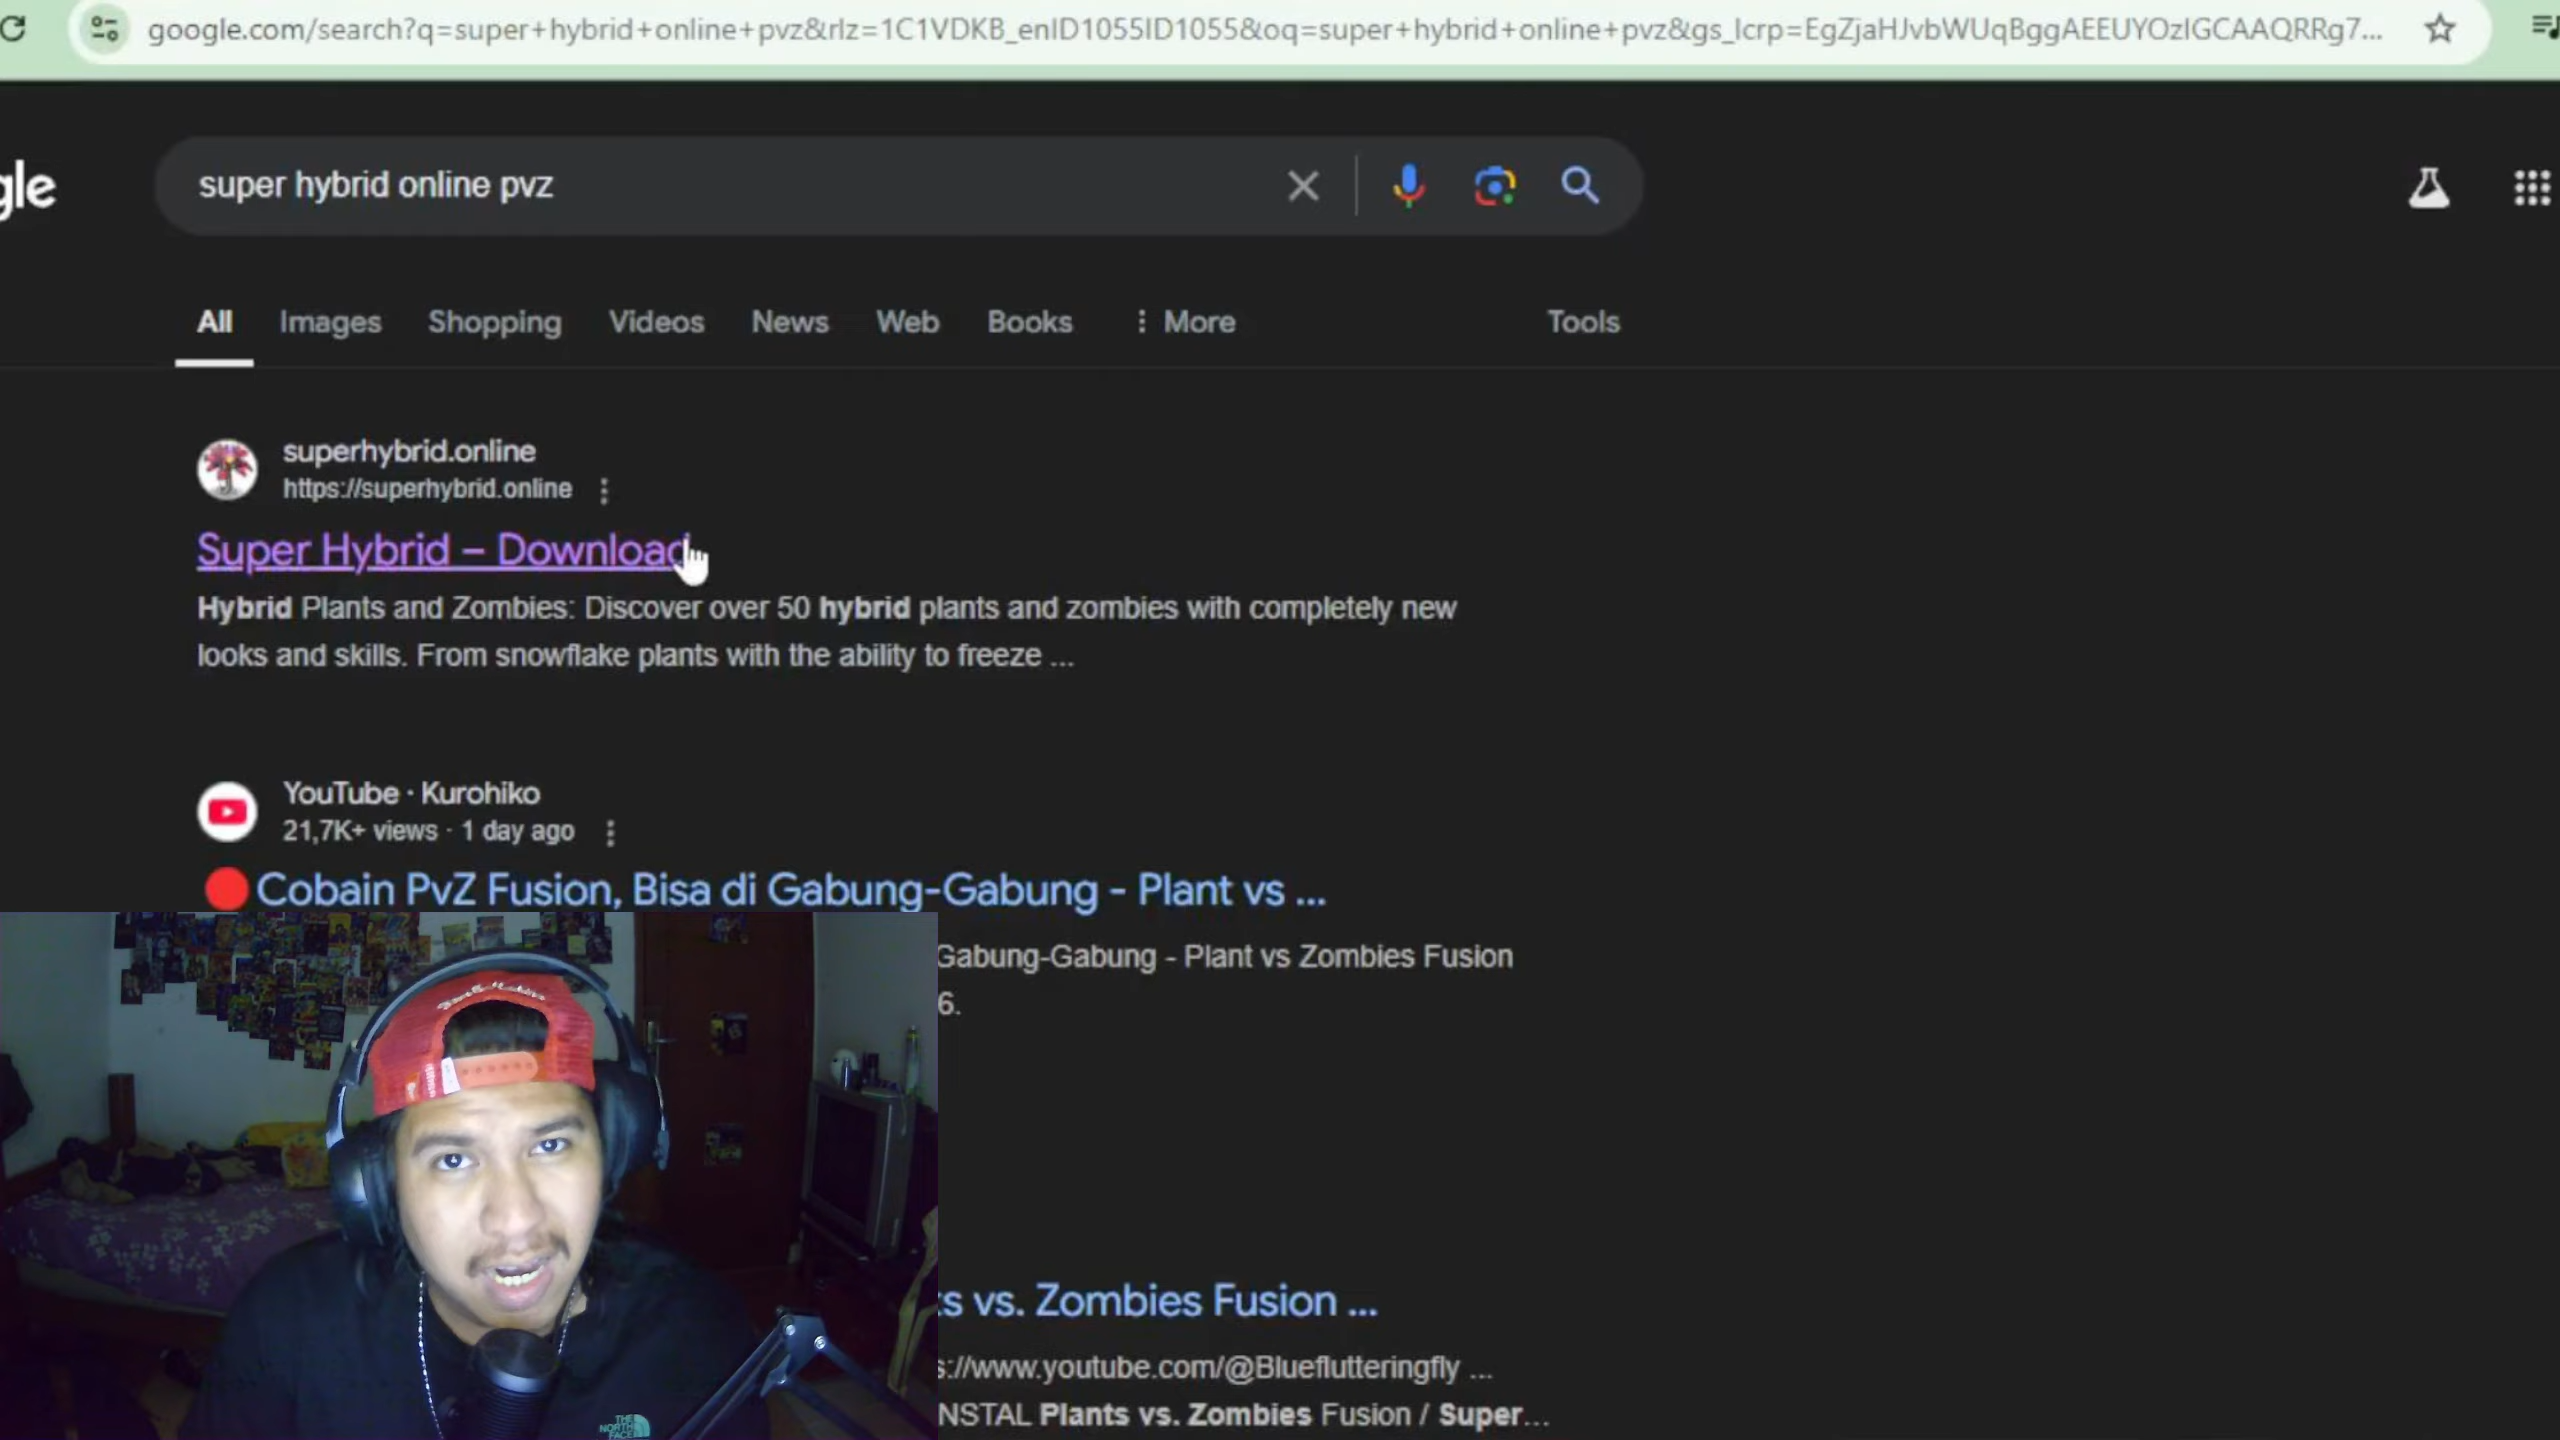 google.com/search?q=super+hybrid+online+pvz&rlz=1C1VDKB_enID1055ID1055&oq=super+hybrid+online+pvz&gs_lcrp=EgZjaHJvbWUqBggAEEUYOzIGCAAQRRg7...
gle
super hybrid online pvz
All Images Shopping Videos News Web Books More Tools
superhybrid.online
https://superhybrid.online
Super Hybrid – Download
Hybrid Plants and Zombies: Discover over 50 hybrid plants and zombies with completely new
looks and skills. From snowflake plants with the ability to freeze ...
YouTube · Kurohiko
21,7K+ views · 1 day ago
Cobain PvZ Fusion, Bisa di Gabung-Gabung - Plant vs ...
Gabung-Gabung - Plant vs Zombies Fusion
6.
s vs. Zombies Fusion ...
s://www.youtube.com/@Bluefluttteringfly ...
NSTAL Plants vs. Zombies Fusion / Super...
THE
NORTH
FACE